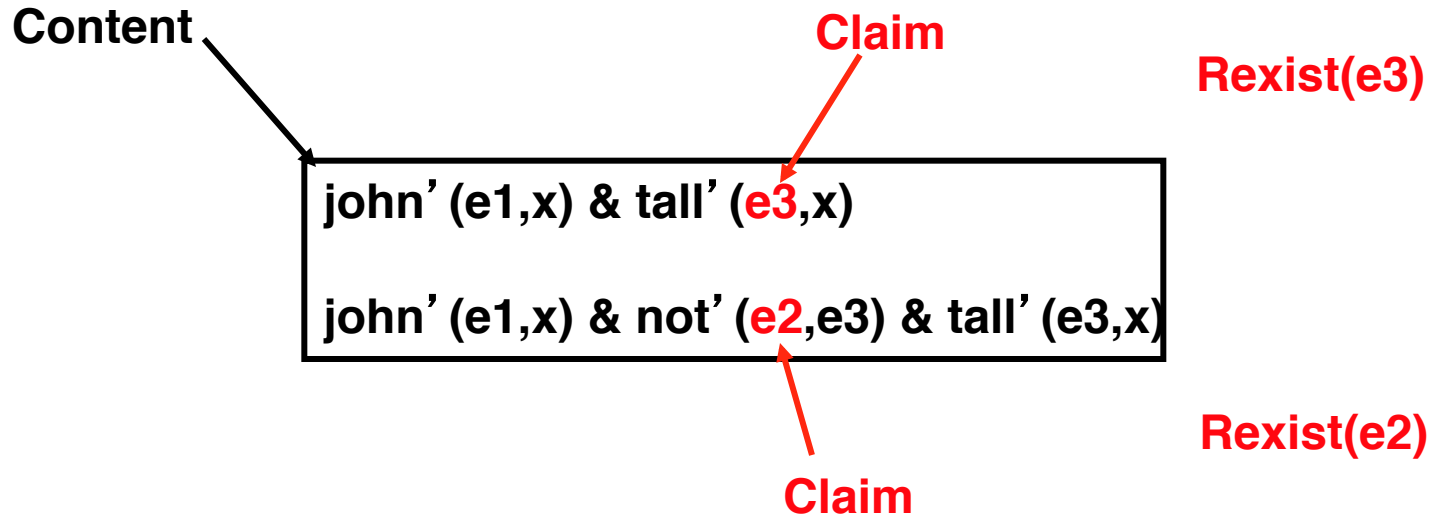 Content
Claim
Rexist(e3)
john’(e1,x) & tall’(e3,x)
john’(e1,x) & not’(e2,e3) & tall’(e3,x)
Rexist(e2)
Claim